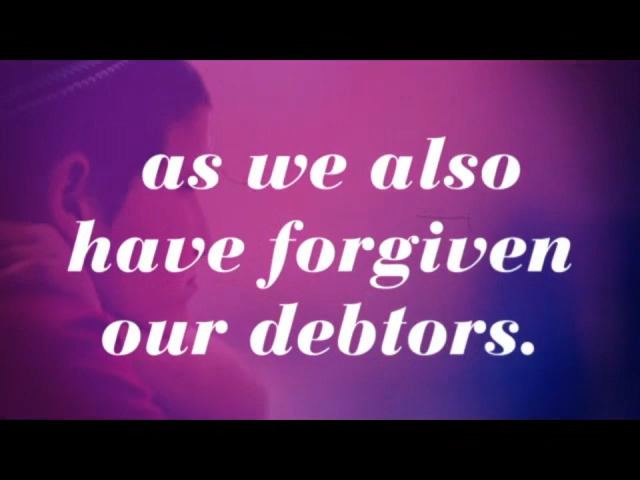 as we also
have forgiven
our debtors.